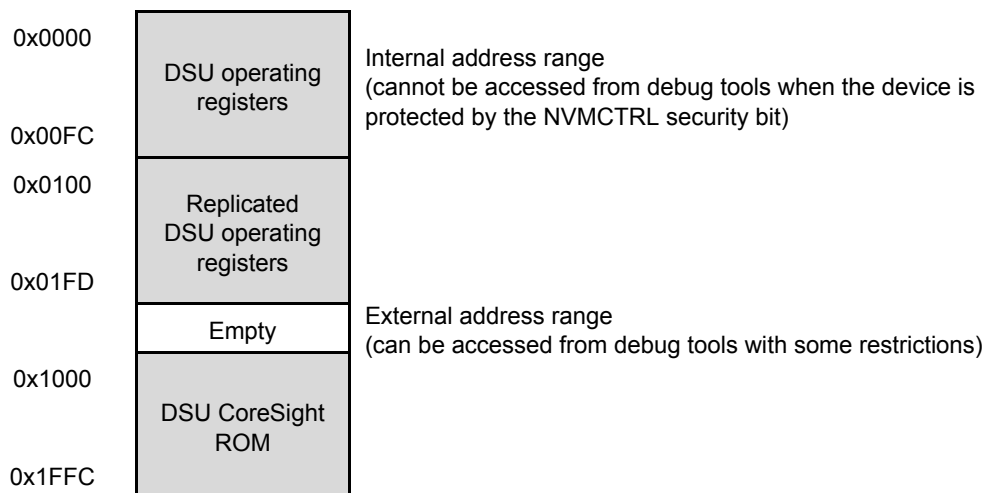 0x0000
DSU operating
registers
Internal address range
(cannot be accessed from debug tools when the device is
protected by the NVMCTRL security bit)
0x00FC
0x0100
Replicated
DSU operating
registers
0x01FD
Empty
External address range
(can be accessed from debug tools with some restrictions)
0x1000
DSU CoreSight
ROM
0x1FFC